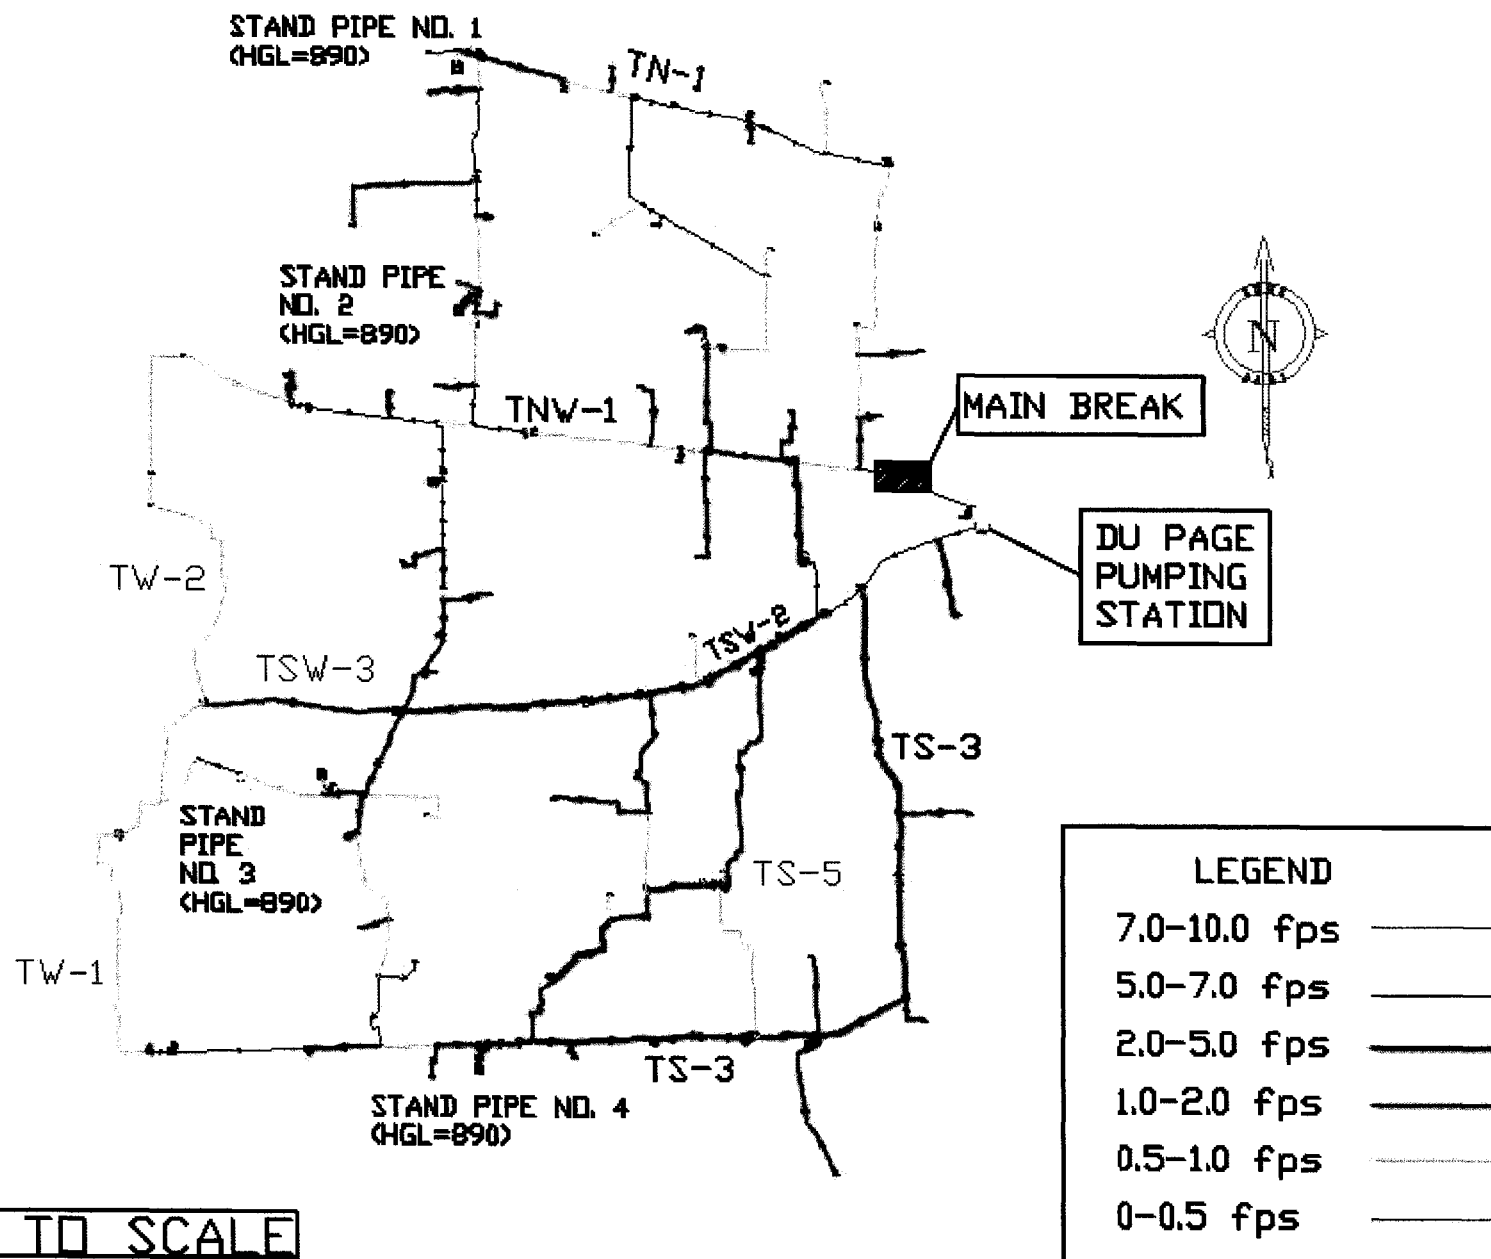 STAND PIPE NO. 1
(HGL=890)
TN-1
STAND PIPE
NO. 2
(HGL=890)
N
TNW-1
MAIN BREAK
DU PAGE
PUMPING
STATION
TW-2
TSW-2
TSW-3
TS-3
STAND
PIPE
NO. 3
(HGL=890)
TS-5
TW-1
TS-3
STAND PIPE NO. 4
(HGL=890)
LEGEND
7.0-10.0 fps
5.0-7.0 fps
2.0-5.0 fps
1.0-2.0 fps
0.5-1.0 fps
0-0.5 fps
TO SCALE